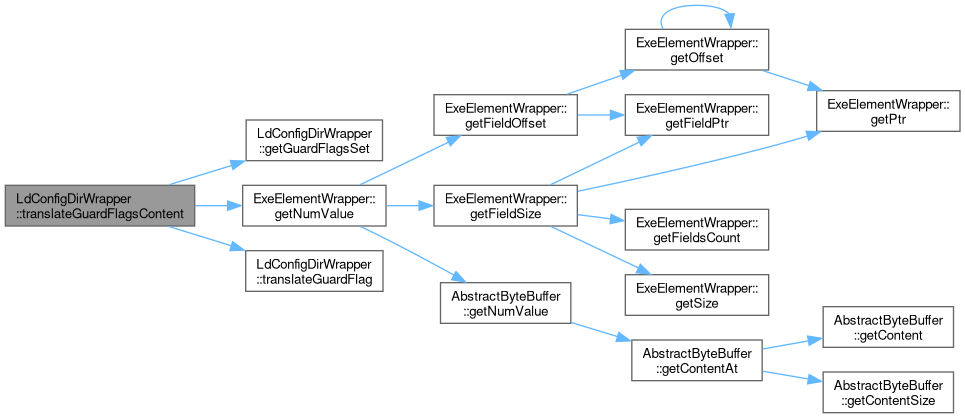 LdConfigDirWrapper
::translateGuardFlagsContent
LdConfigDirWrapper
::getGuardFlagsSet
ExeElementWrapper::
getNumValue
LdConfigDirWrapper
::translateGuardFlag
ExeElementWrapper::
getFieldOffset
ExeElementWrapper::
getFieldSize
AbstractByteBuffer
::getNumValue
ExeElementWrapper::
getOffset
ExeElementWrapper::
getFieldPtr
ExeElementWrapper::
getFieldsCount
ExeElementWrapper::
getSize
AbstractByteBuffer
::getContentAt
ExeElementWrapper::
getPtr
AbstractByteBuffer
::getContent
AbstractByteBuffer
::getContentSize